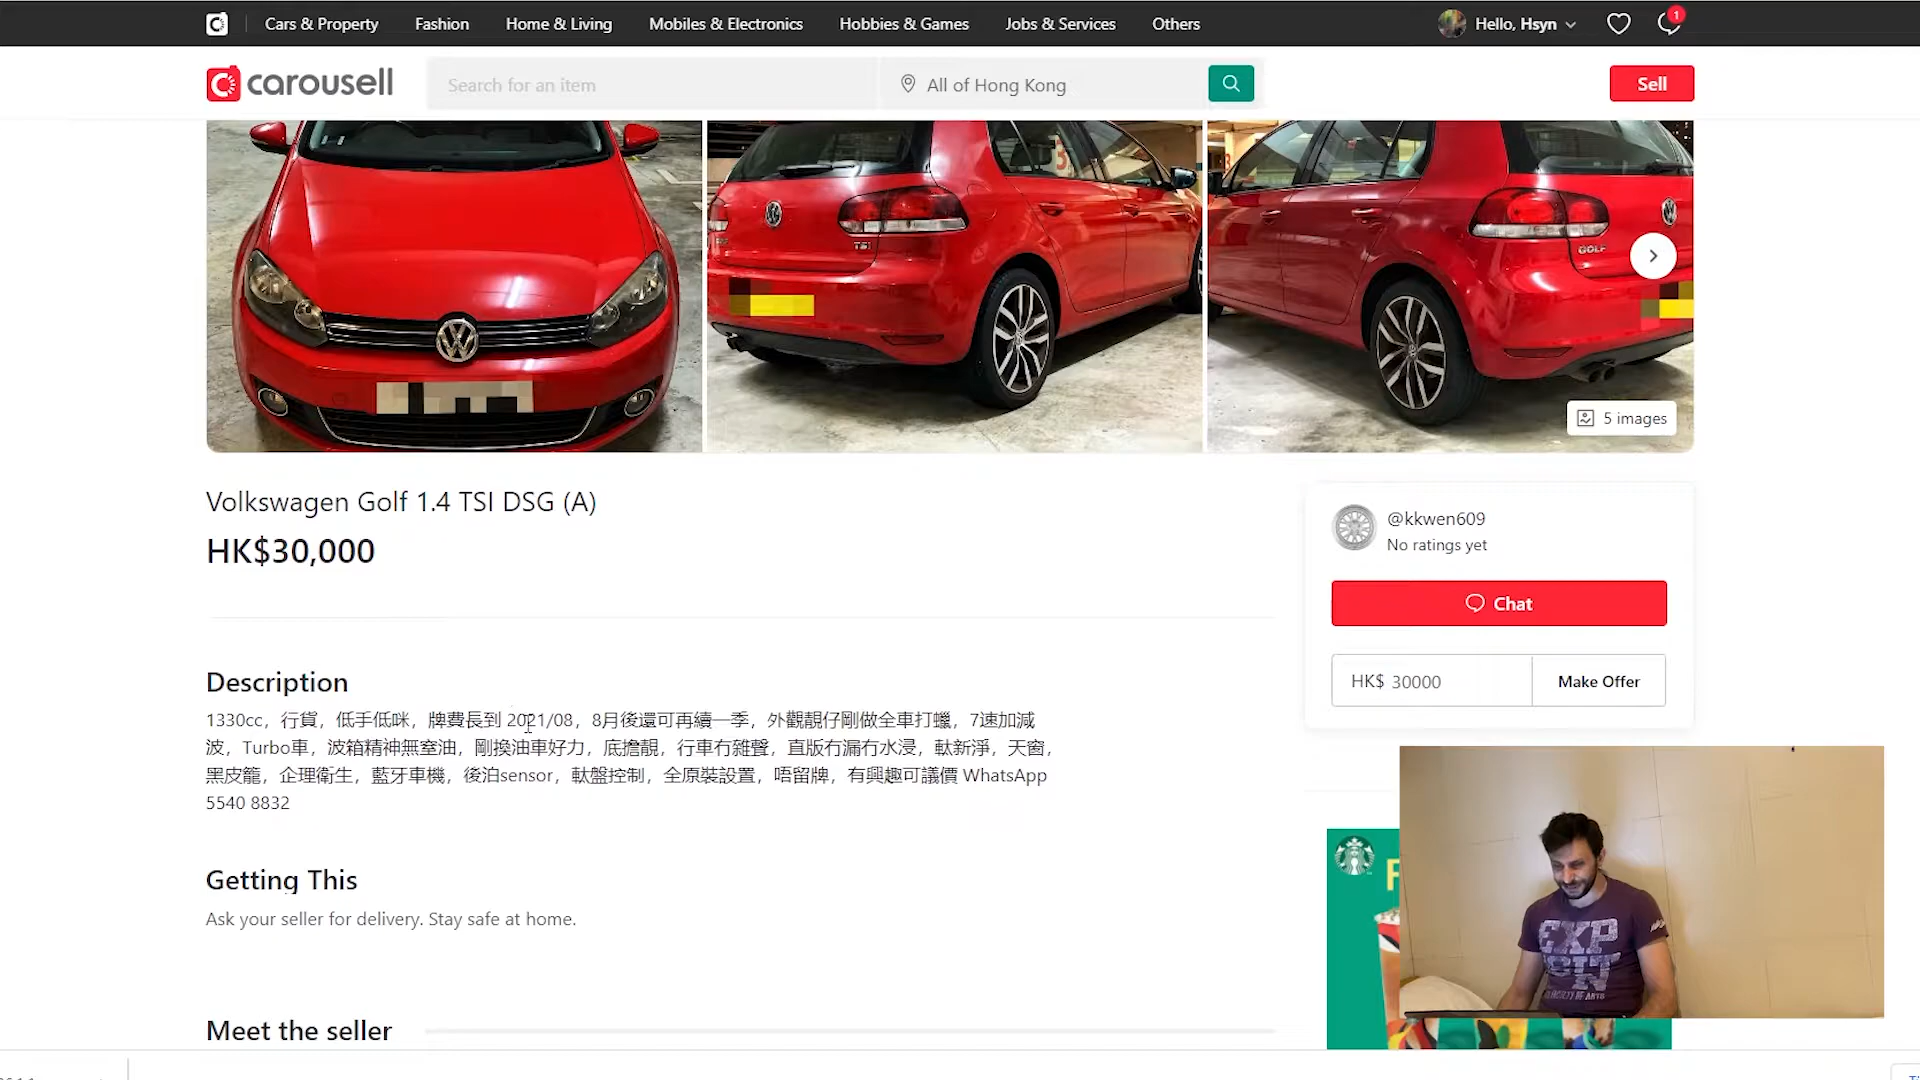 Cars & Property
Fashion
Home & Living
Mobiles & Electronics
Hobbies & Games
Jobs & Services
Others
Hello, Hsyn
1
carousell
Search for an item
All of Hong Kong
Sell
TSI
GOLF
5 images
Volkswagen Golf 1.4 TSI DSG (A)
HK$30,000
@kkwen609
No ratings yet
Chat
HK$ 30000
Make Offer
Description
1330cc，行貨，低手低咪，牌費長到 2021/08，8月後還可再續一季，外觀靚仔剛做全車打蠟，7速加減
波，Turbo車，波箱精神無窒油，剛換油車好力，底擔靚，行車冇雜聲，直版冇漏冇水浸，軚新淨，天窗，
黑皮籠，企理衛生，藍牙車機，後泊sensor，軚盤控制，全原裝設置，唔留牌，有興趣可議價 WhatsApp
5540 8832
Getting This
Ask your seller for delivery. Stay safe at home.
Meet the seller